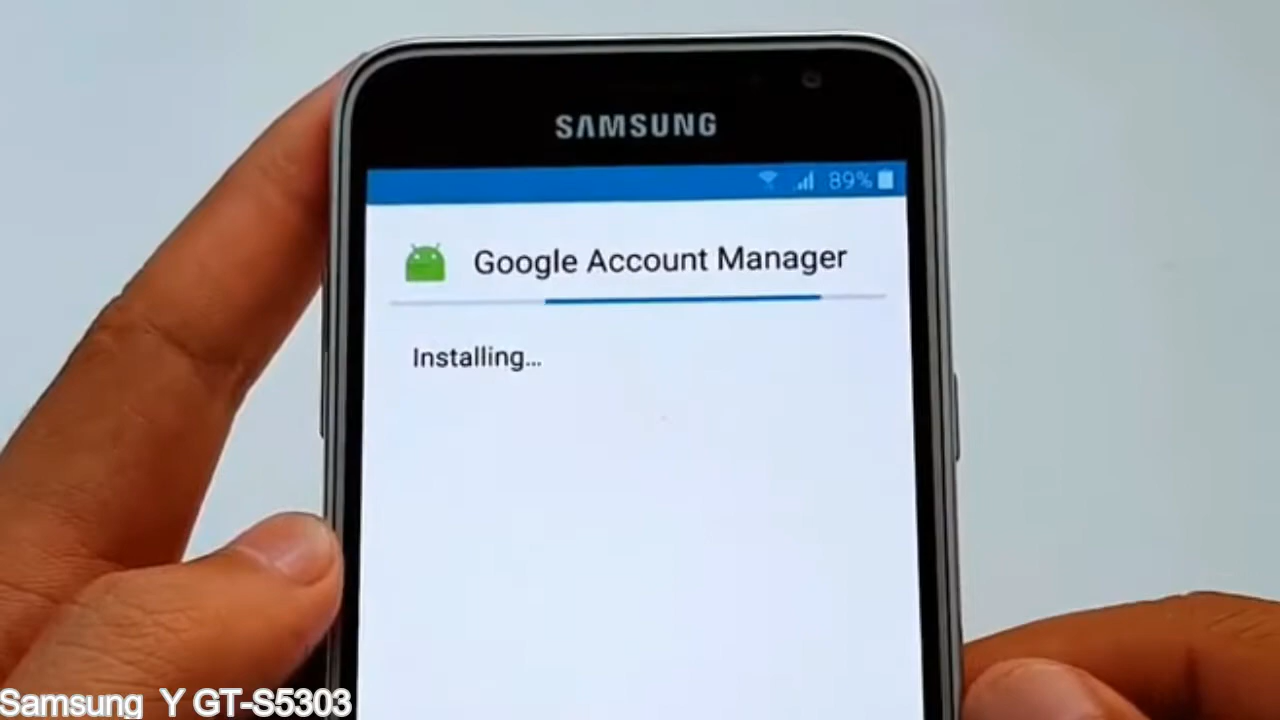 SAMSUNG
89%
Google Account Manager
Installing...
Samsung Y GT-S5303